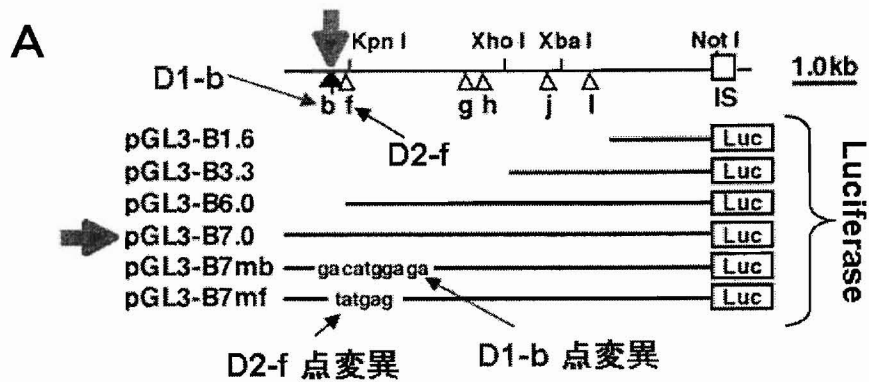 A
Kpn I Xho I Xba I Not I
D1-b
b f g h j l
IS
1.0kb
D2-f
pGL3-B1.6 Luc
pGL3-B3.3 Luc
pGL3-B6.0 Luc
pGL3-B7.0 Luc
pGL3-B7mb gacatggaga Luc
pGL3-B7mf tatgag Luc
Luciferase
D2-f 点変異
D1-b 点変異